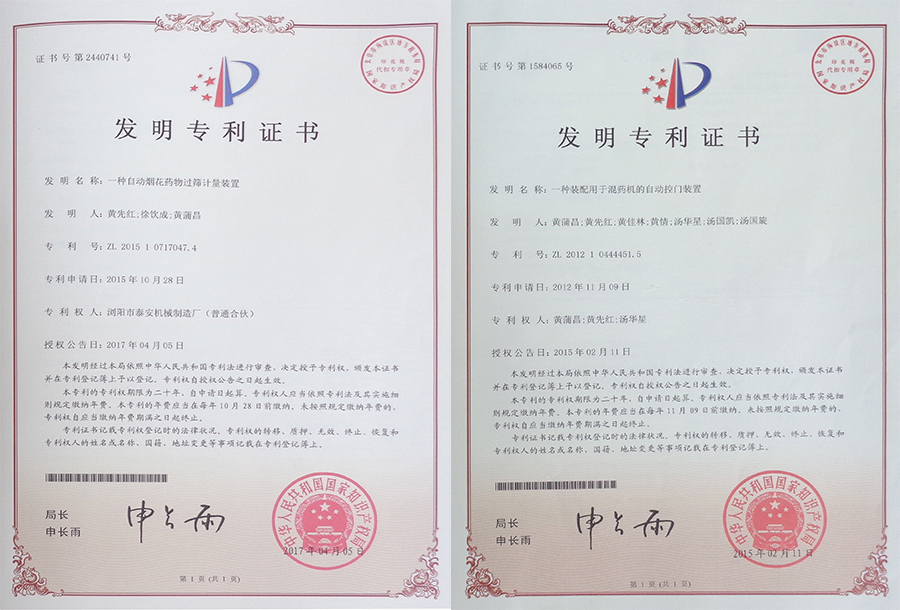 证书号第2440741号
发明专利证书
发 明 名 称：一种自动烟花药物过筛计量装置
发 明 人：黄先红;徐饮成;黄蒲昌
专 利 号：ZL 2015 1 0717047.4
专利申请日：2015年10月28日
专 利 权 人：浏阳市泰安机械制造厂（普通合伙）
授权公告日：2017年04月05日
本发明经过本局依照中华人民共和国专利法进行审查，决定授予专利权，颁发本证书
并在专利登记簿上予以登记。专利权自授权公告之日起生效。
本专利的专利权期限为二十年，自申请日起算。专利权人应当依照专利法及其实施细
则规定缴纳年费。本专利的年费应当在每年10月28日前缴纳。未按照规定缴纳年费的，
专利权自应当缴纳年费期满之日起终止。
专利证书记载专利权登记时的法律状况。专利权的转移、质押、无效、终止、恢复和
专利权人的姓名或名称、国籍、地址变更等事项记载在专利登记簿上。
局长
申长雨
申长雨
中华人民共和国国家知识产权局
2017年04月05日
第1页（共1页）
证书号第1584065号
发明专利证书
发 明 名 称：一种装配用于混药机的自动控门装置
发 明 人：黄蒲昌;黄先红;黄佳林;黄情;汤华星;汤国凯;汤国旋
专 利 号：ZL 2012 1 0444451.5
专利申请日：2012年11月09日
专 利 权 人：黄蒲昌;黄先红;汤华星
授权公告日：2015年02月11日
本发明经过本局依照中华人民共和国专利法进行审查，决定授予专利权，颁发本证书
并在专利登记簿上予以登记。专利权自授权公告之日起生效。
本专利的专利权期限为二十年，自申请日起算。专利权人应当依照专利法及其实施细
则规定缴纳年费。本专利的年费应当在每年11月09日前缴纳。未按照规定缴纳年费的，
专利权自应当缴纳年费期满之日起终止。
专利证书记载专利权登记时的法律状况。专利权的转移、质押、无效、终止、恢复和
专利权人的姓名或名称、国籍、地址变更等事项记载在专利登记簿上。
局长
申长雨
申长雨
中华人民共和国国家知识产权局
2015年02月11日
第1页（共1页）